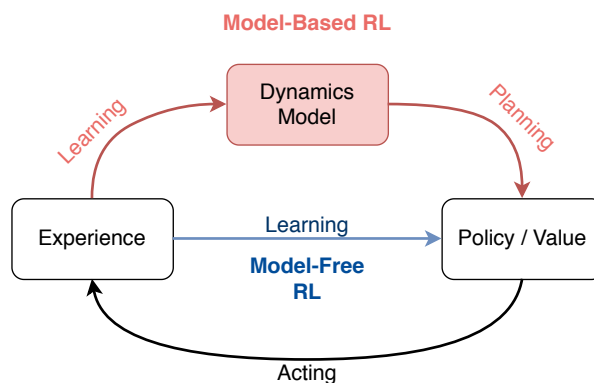 Model-Based RL
Dynamics
Model
Learning
Planning
Experience
Learning
Policy / Value
Model-Free
RL
Acting